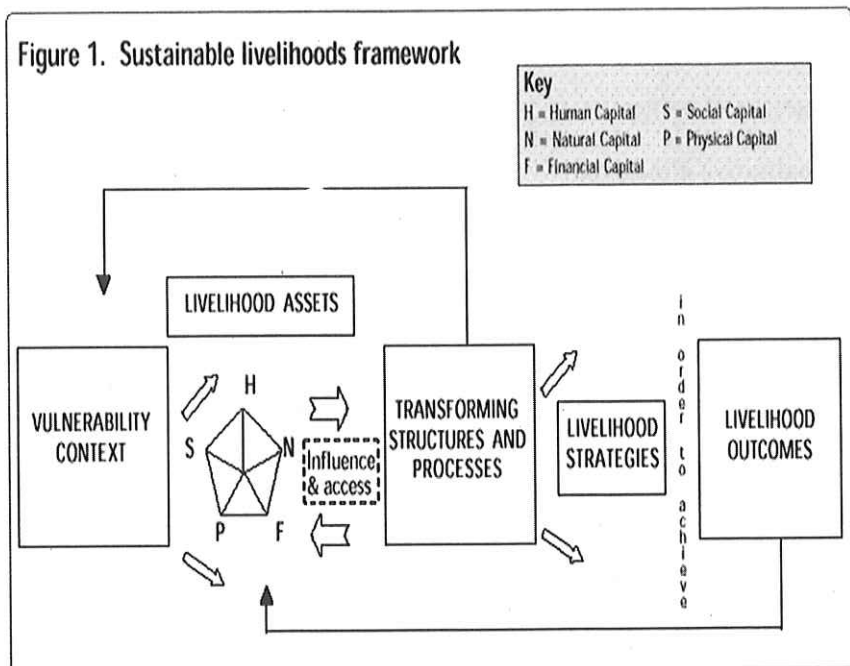 Figure 1. Sustainable livelihoods framework
Key
H = Human Capital S = Social Capital
N = Natural Capital P = Physical Capital
F = Financial Capital
LIVELIHOOD ASSETS
VULNERABILITY
CONTEXT
H
S
N
P
F
Influence
& access
TRANSFORMING
STRUCTURES AND
PROCESSES
LIVELIHOOD
STRATEGIES
in order to achieve
LIVELIHOOD
OUTCOMES